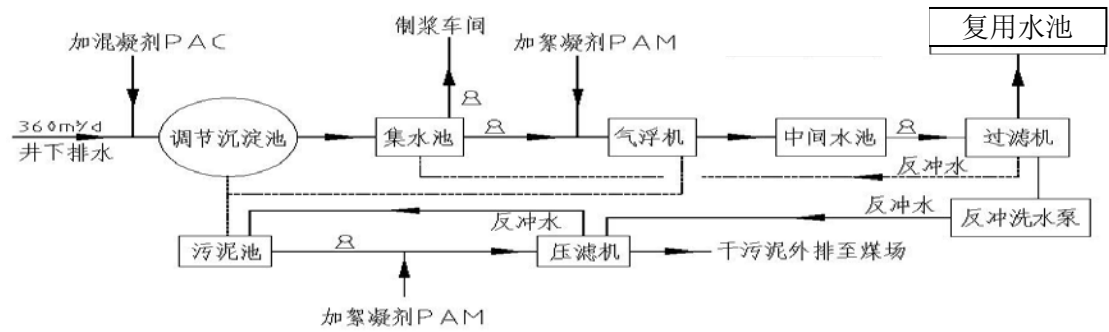 复用水池
制浆车间
加混凝剂PAC
加絮凝剂PAM
360m³/d
井下排水
调节沉淀池
集水池
气浮机
中间水池
过滤机
反冲水
反冲水
反冲洗水泵
反冲水
污泥池
压滤机
干污泥外排至煤场
加絮凝剂PAM